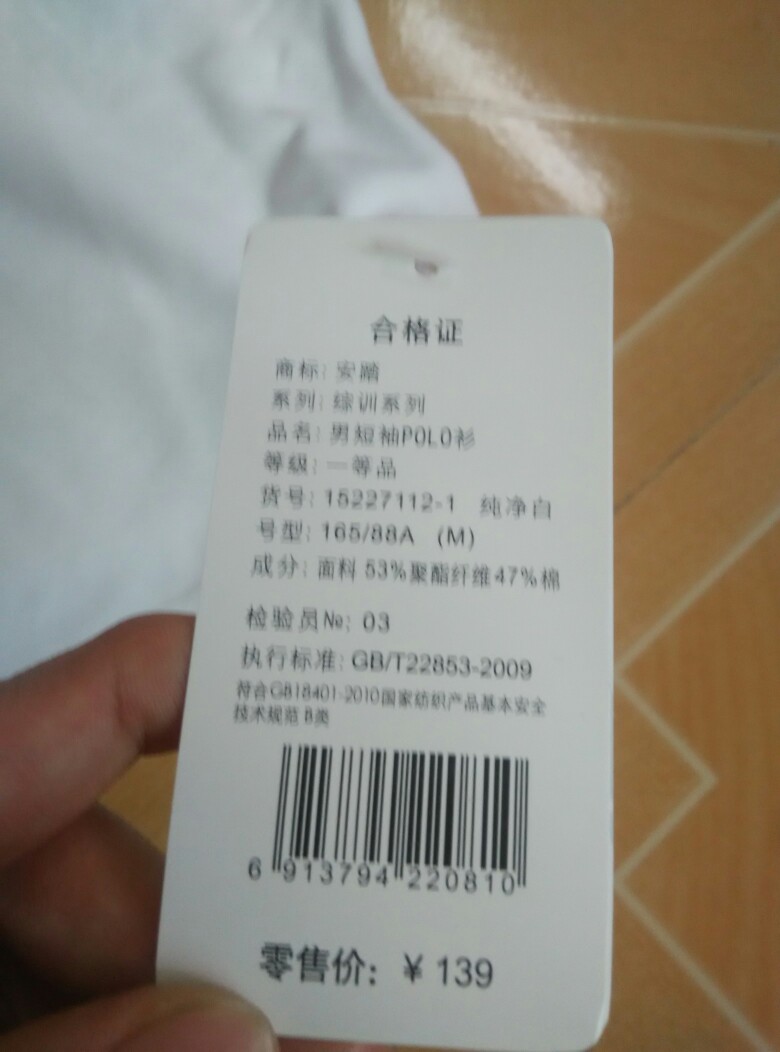 合格证
商标: 安踏
系列: 综训系列
品名: 男短袖POLO衫
等级: 一等品
货号: 15227112-1 纯净白
号型: 165/88A (M)
成分: 面料 53%聚酯纤维47%棉
检验员№: 03
执行标准: GB/T22853-2009
符合GB18401-2010国家纺织产品基本安全
技术规范 B类
6 913794 220810
零售价: ¥ 139